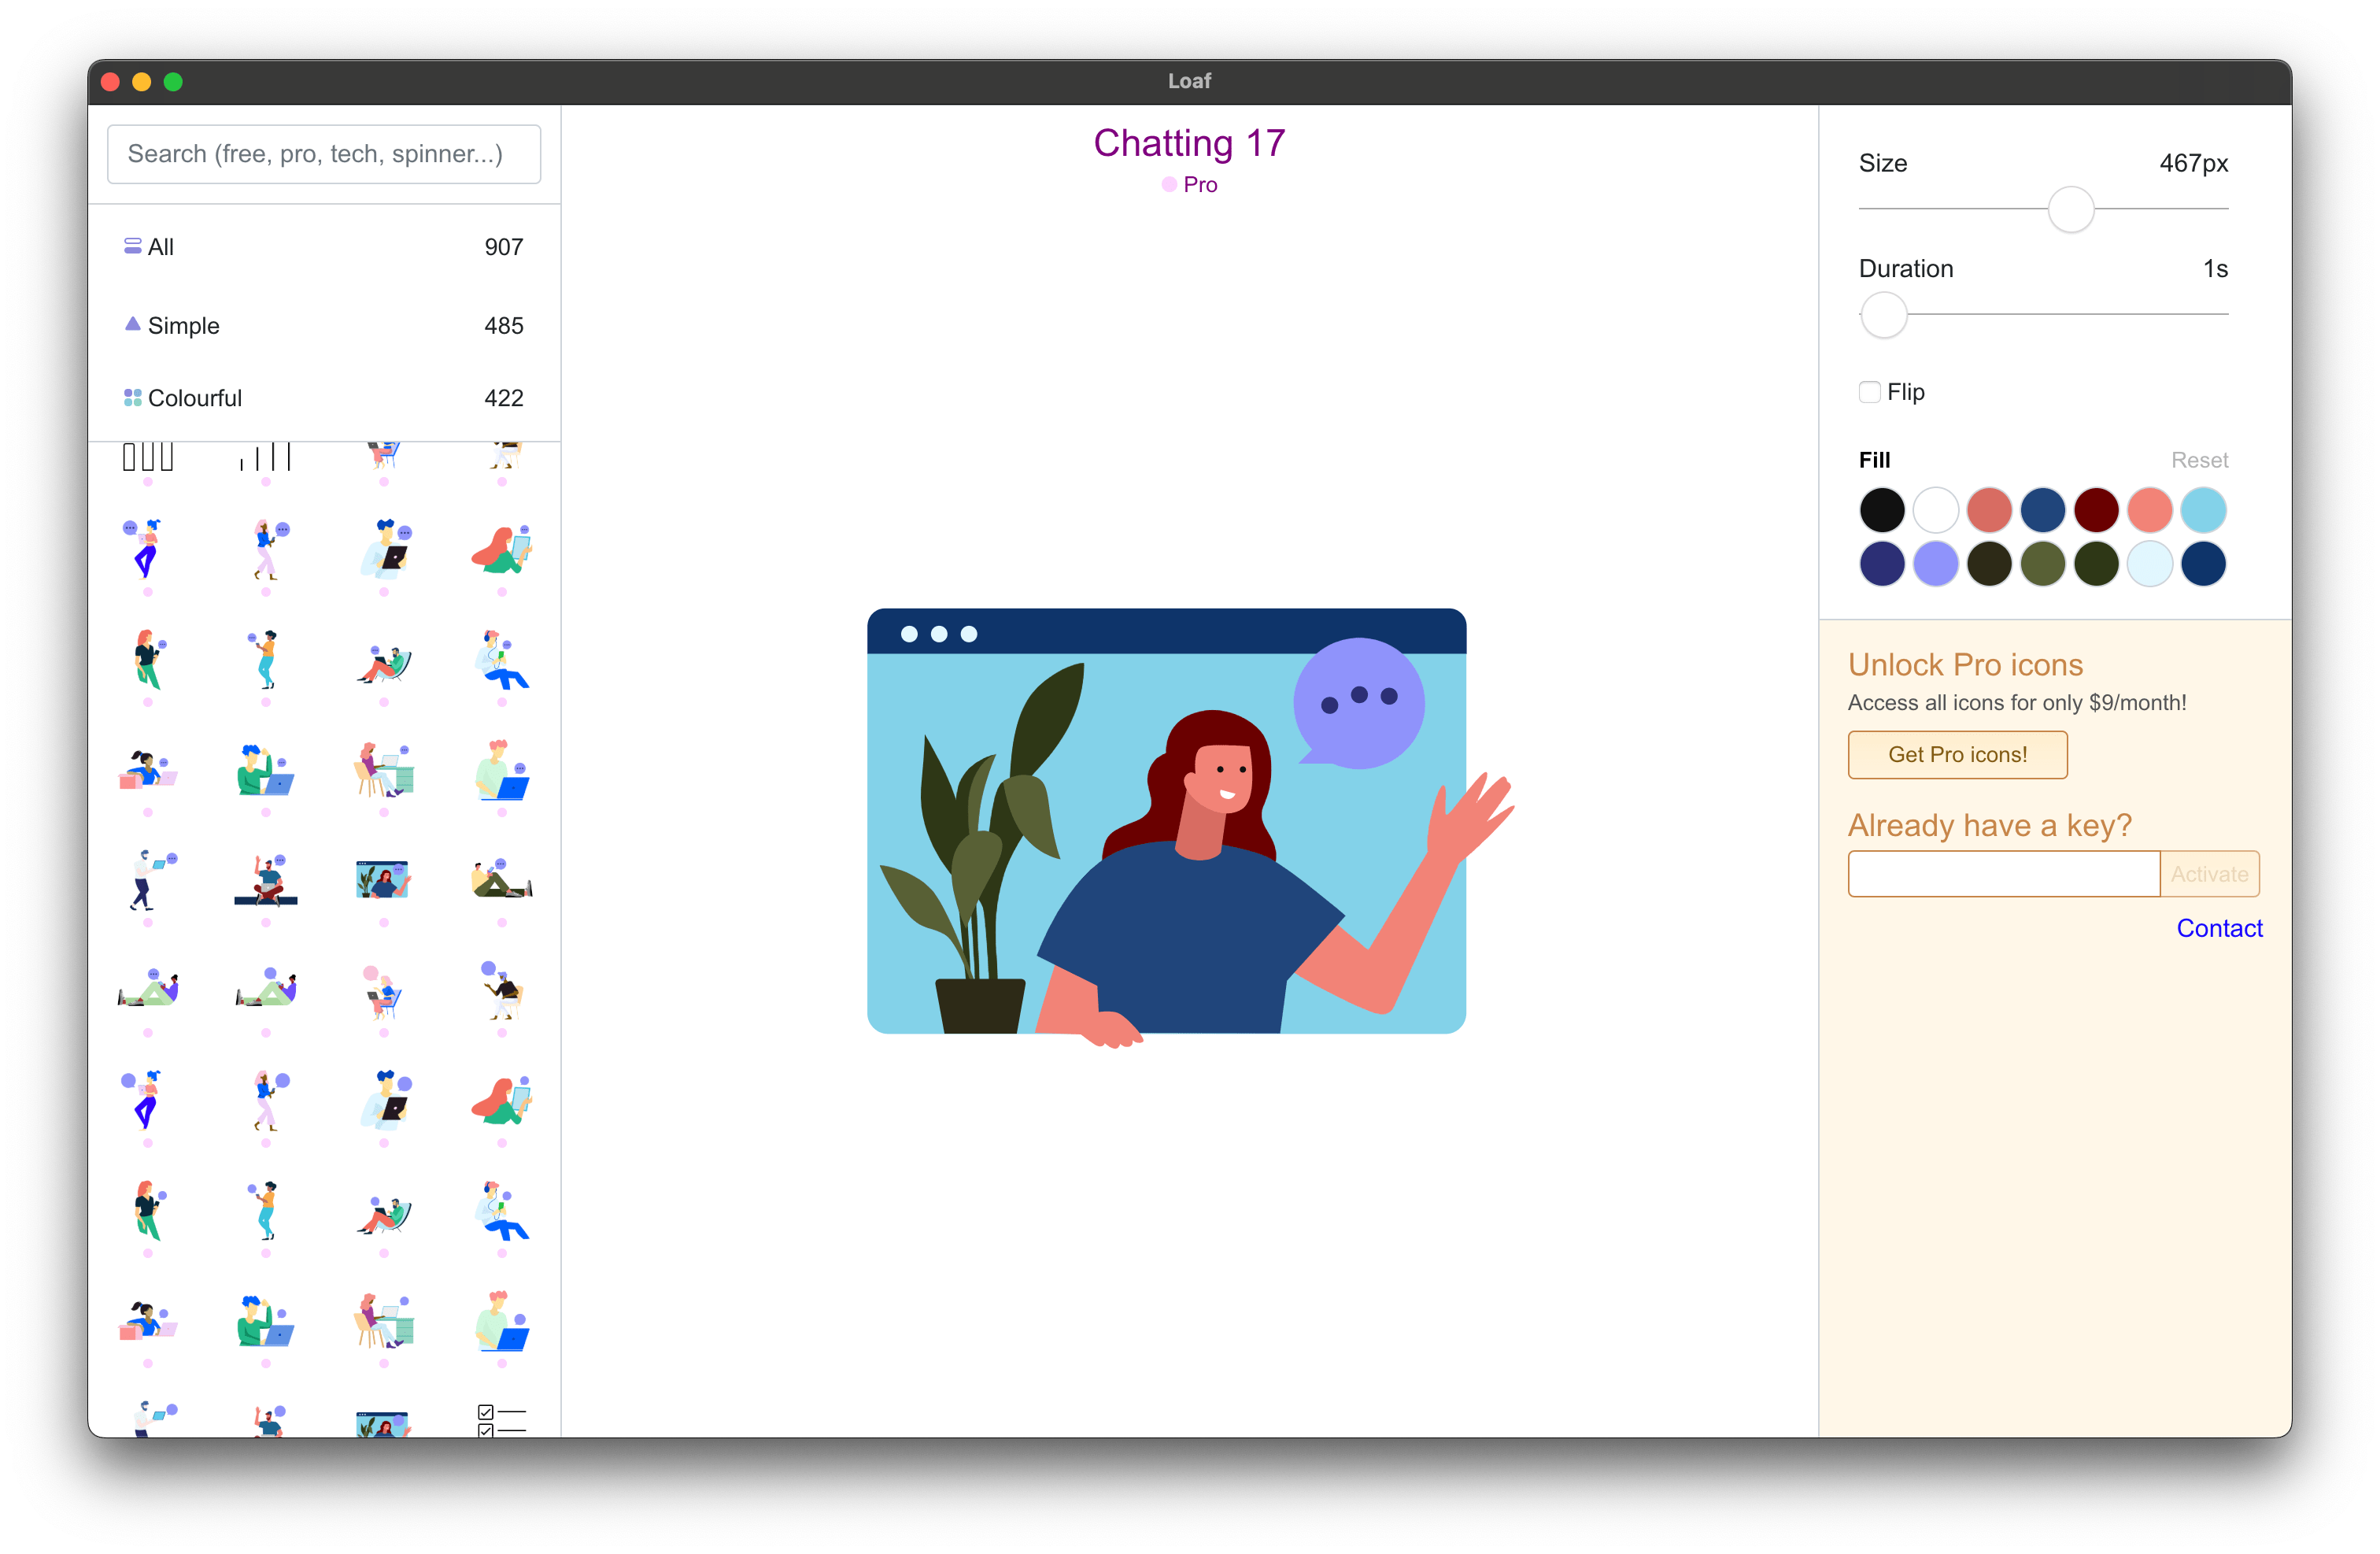 Loaf
Search (free, pro, tech, spinner...)
All 907
Simple 485
Colourful 422
Chatting 17
Pro
Size 467px
Duration 1s
Flip
Fill Reset
Unlock Pro icons
Access all icons for only $9/month!
Get Pro icons!
Already have a key?
Activate
Contact